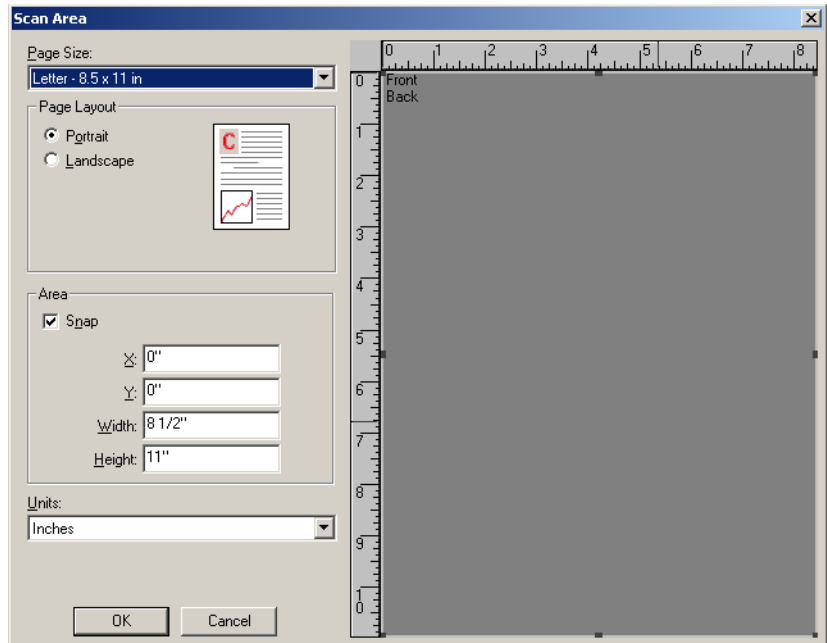 Scan Area
Page Size:
Letter - 8.5 x 11 in
Page Layout
Portrait
Landscape
C
Area
Snap
X: 0"
Y: 0"
Width: 8 1/2"
Height: 11"
Units:
Inches
OK Cancel
0 1 2 3 4 5 6 7 8
Front
Back
0
1
2
3
4
5
6
7
8
9
10